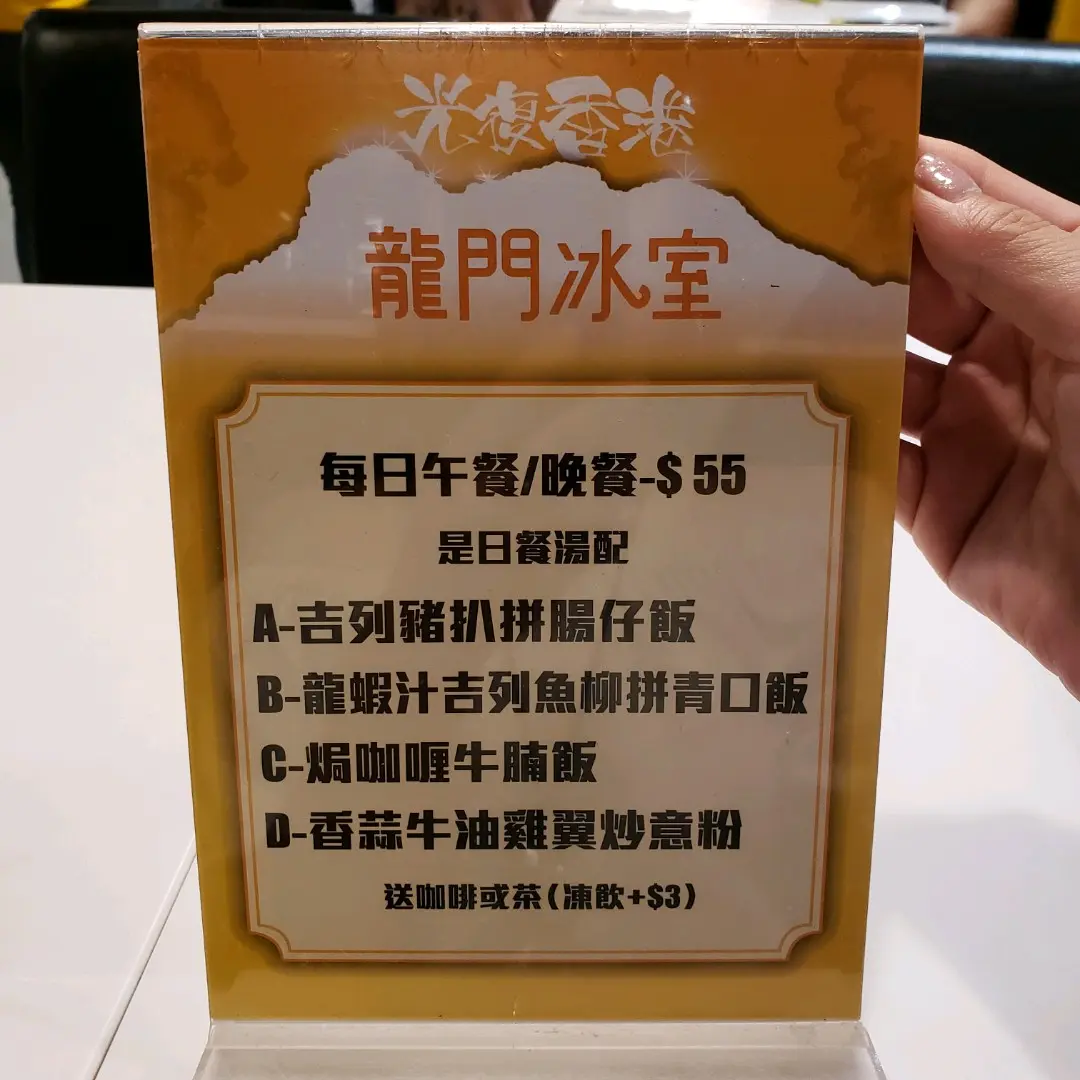 光復香港
龍門冰室
每日午餐/晚餐-$55
是日餐湯配
A-吉列豬扒拼腸仔飯
B-龍蝦汁吉列魚柳拼青口飯
C-焗咖喱牛腩飯
D-香蒜牛油雞翼炒意粉
送咖啡或茶(凍飲+$3)